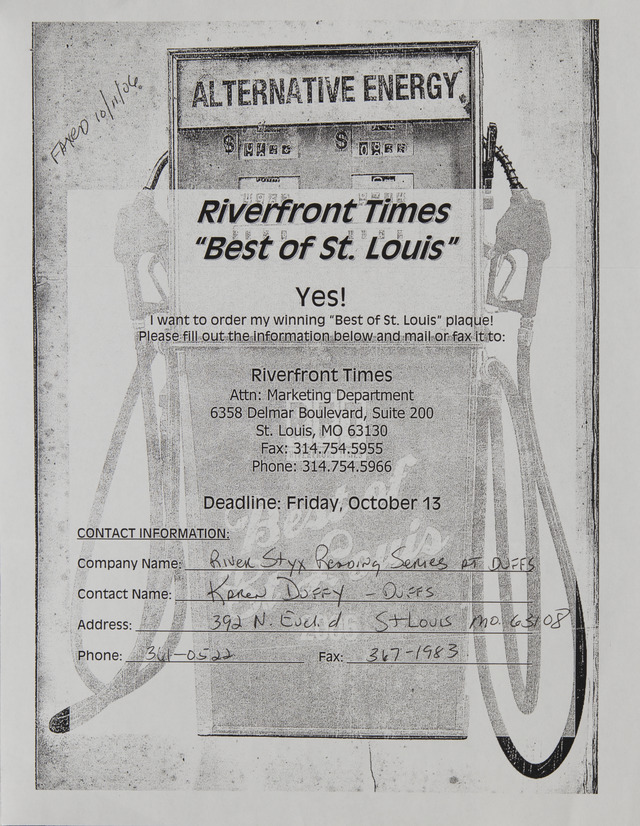 FAXED 10/11/06
ALTERNATIVE ENERGY
$ $
Riverfront Times
"Best of St. Louis"
Yes!
I want to order my winning "Best of St. Louis" plaque!
Please fill out the information below and mail or fax it to:
Riverfront Times
Attn: Marketing Department
6358 Delmar Boulevard, Suite 200
St. Louis, MO 63130
Fax: 314.754.5955
Phone: 314.754.5966
Deadline: Friday, October 13
Best of
St. Louis
CONTACT INFORMATION:
Company Name: River Styx Reading Series at Duffs
Contact Name: Karen Duffy - Duffs
Address: 392 N. Euclid St Louis Mo. 63108
Phone: 361-0522 Fax: 367-1983